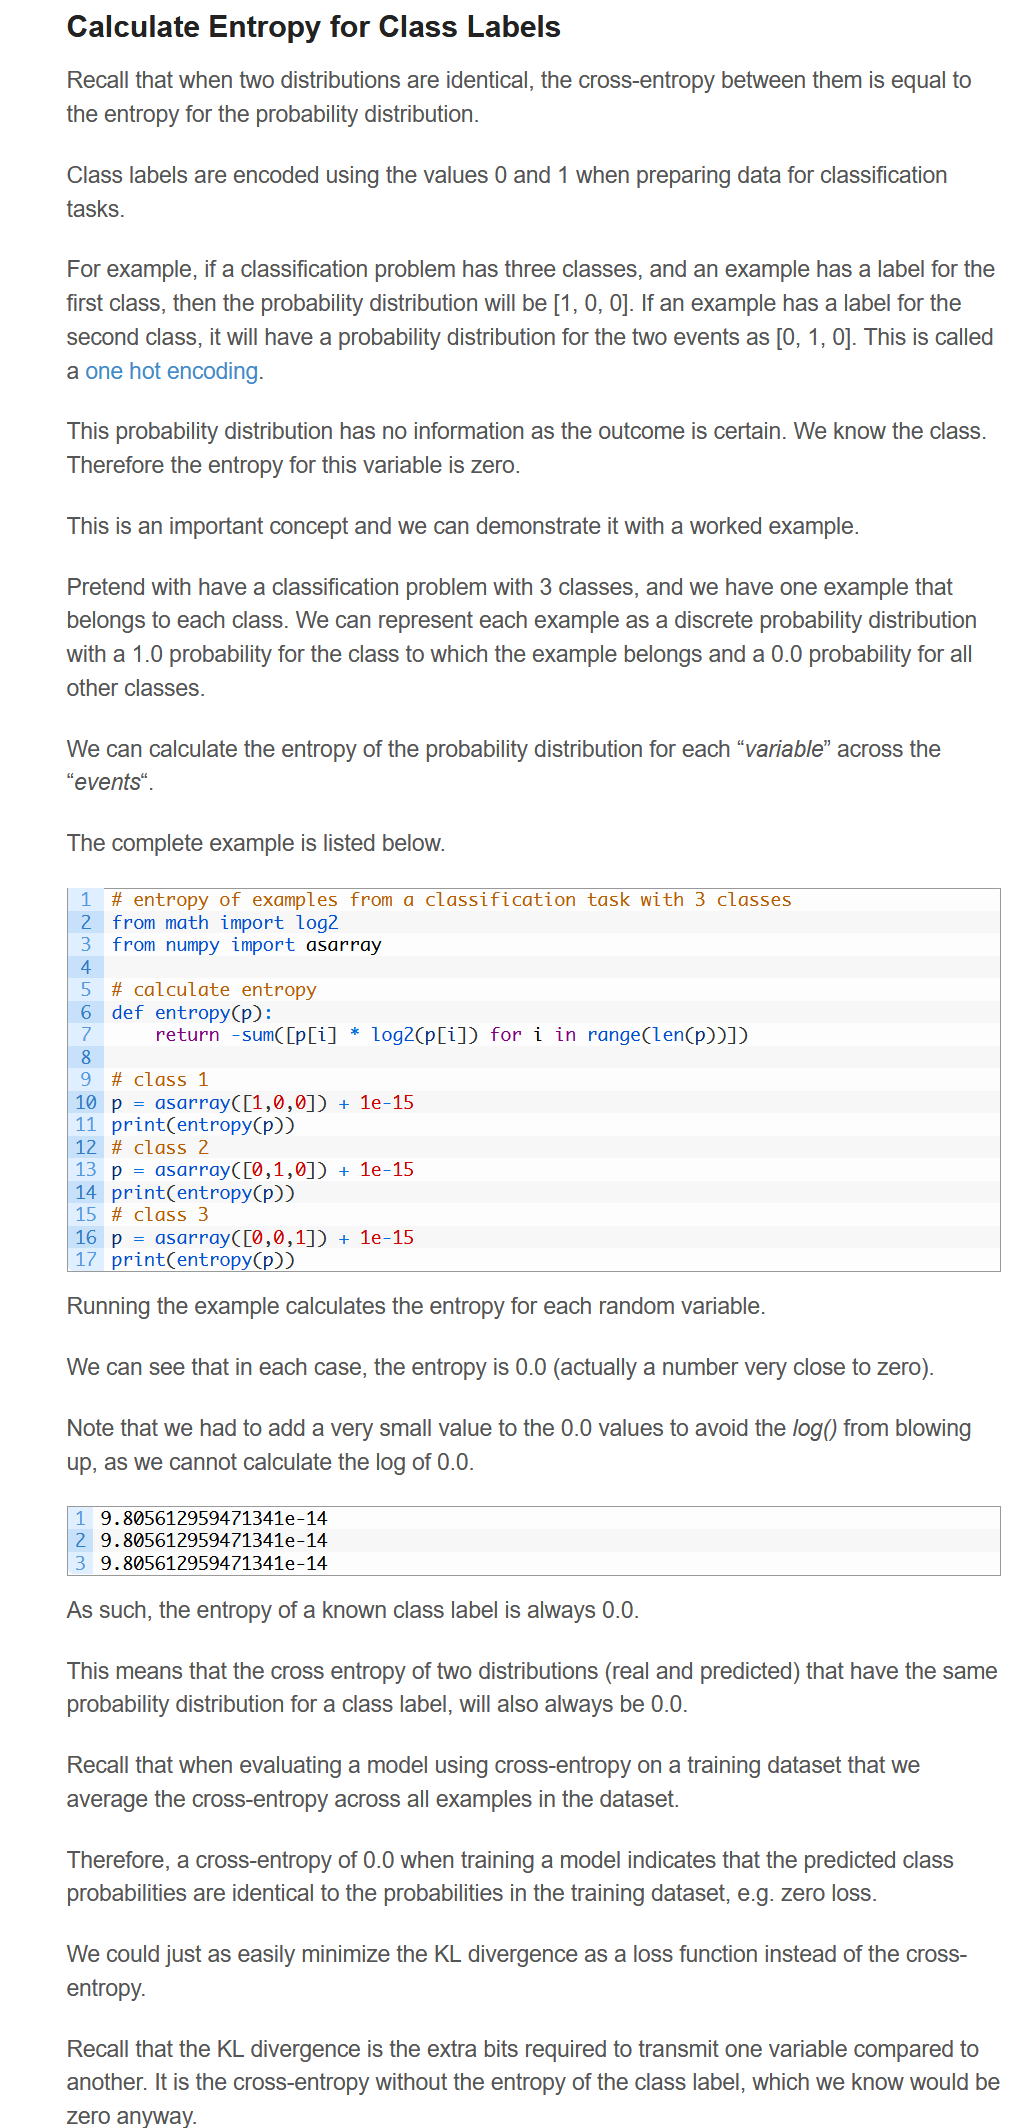 Calculate Entropy for Class Labels
Recall that when two distributions are identical, the cross-entropy between them is equal to
the entropy for the probability distribution.
Class labels are encoded using the values 0 and 1 when preparing data for classification
tasks.
For example, if a classification problem has three classes, and an example has a label for the
first class, then the probability distribution will be [1, 0, 0]. If an example has a label for the
second class, it will have a probability distribution for the two events as [0, 1, 0]. This is called
a one hot encoding.
This probability distribution has no information as the outcome is certain. We know the class.
Therefore the entropy for this variable is zero.
This is an important concept and we can demonstrate it with a worked example.
Pretend with have a classification problem with 3 classes, and we have one example that
belongs to each class. We can represent each example as a discrete probability distribution
with a 1.0 probability for the class to which the example belongs and a 0.0 probability for all
other classes.
We can calculate the entropy of the probability distribution for each “variable” across the
“events“.
The complete example is listed below.
1 # entropy of examples from a classification task with 3 classes
2 from math import log2
3 from numpy import asarray
4
5 # calculate entropy
6 def entropy(p):
7     return -sum([p[i] * log2(p[i]) for i in range(len(p))])
8
9 # class 1
10 p = asarray([1,0,0]) + 1e-15
11 print(entropy(p))
12 # class 2
13 p = asarray([0,1,0]) + 1e-15
14 print(entropy(p))
15 # class 3
16 p = asarray([0,0,1]) + 1e-15
17 print(entropy(p))
Running the example calculates the entropy for each random variable.
We can see that in each case, the entropy is 0.0 (actually a number very close to zero).
Note that we had to add a very small value to the 0.0 values to avoid the log() from blowing
up, as we cannot calculate the log of 0.0.
1 9.805612959471341e-14
2 9.805612959471341e-14
3 9.805612959471341e-14
As such, the entropy of a known class label is always 0.0.
This means that the cross entropy of two distributions (real and predicted) that have the same
probability distribution for a class label, will also always be 0.0.
Recall that when evaluating a model using cross-entropy on a training dataset that we
average the cross-entropy across all examples in the dataset.
Therefore, a cross-entropy of 0.0 when training a model indicates that the predicted class
probabilities are identical to the probabilities in the training dataset, e.g. zero loss.
We could just as easily minimize the KL divergence as a loss function instead of the cross-
entropy.
Recall that the KL divergence is the extra bits required to transmit one variable compared to
another. It is the cross-entropy without the entropy of the class label, which we know would be
zero anyway.